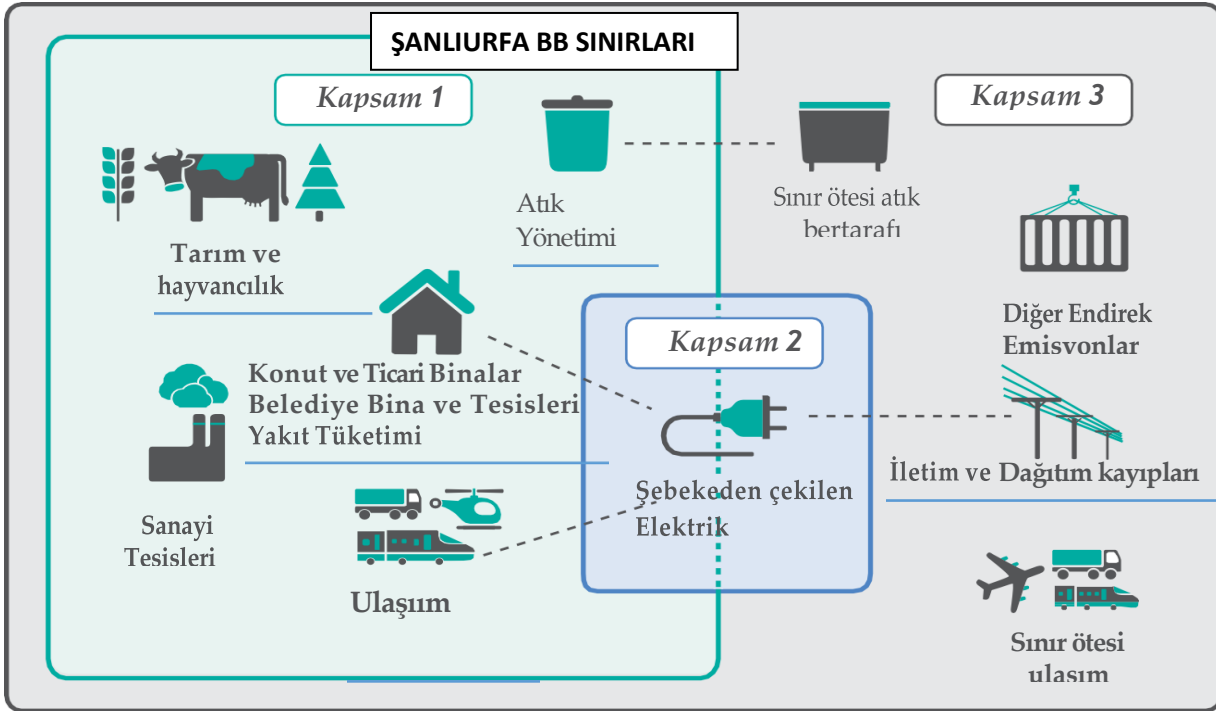 ŞANLIURFA BB SINIRLARI
Kapsam 1
Kapsam 3
Tarım ve
hayvancılık
Atık
Yönetimi
Sınır ötesi atık
bertarafı
Diğer Endirek
Emisvonlar
Kapsam 2
Konut ve Ticari Binalar
Belediye Bina ve Tesisleri
Yakıt Tüketimi
Sanayi
Tesisleri
Şebekeden çekilen
Elektrik
İletim ve Dağıtım kayıpları
Ulaşıım
Sınır ötesi
ulaşım